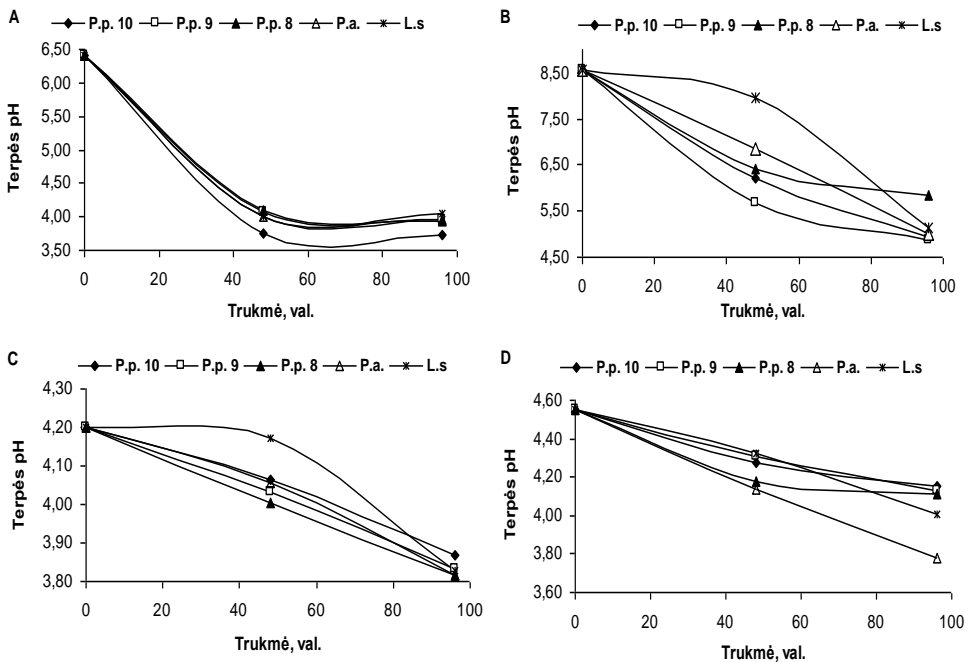 A
P.p. 10 P.p. 9 P.p. 8 P.a. L.s
Terpės pH
6,50
6,00
5,50
5,00
4,50
4,00
3,50
0 20 40 60 80 100
Trukmė, val.
B
P.p. 10 P.p. 9 P.p. 8 P.a. L.s
Terpės pH
8,50
7,50
6,50
5,50
4,50
0 20 40 60 80 100
Trukmė, val.
C
P.p. 10 P.p. 9 P.p. 8 P.a. L.s
Terpės pH
4,30
4,20
4,10
4,00
3,90
3,80
0 20 40 60 80 100
Trukmė, val.
D
P.p. 10 P.p. 9 P.p. 8 P.a. L.s
Terpės pH
4,60
4,40
4,20
4,00
3,80
3,60
0 20 40 60 80 100
Trukmė, val.